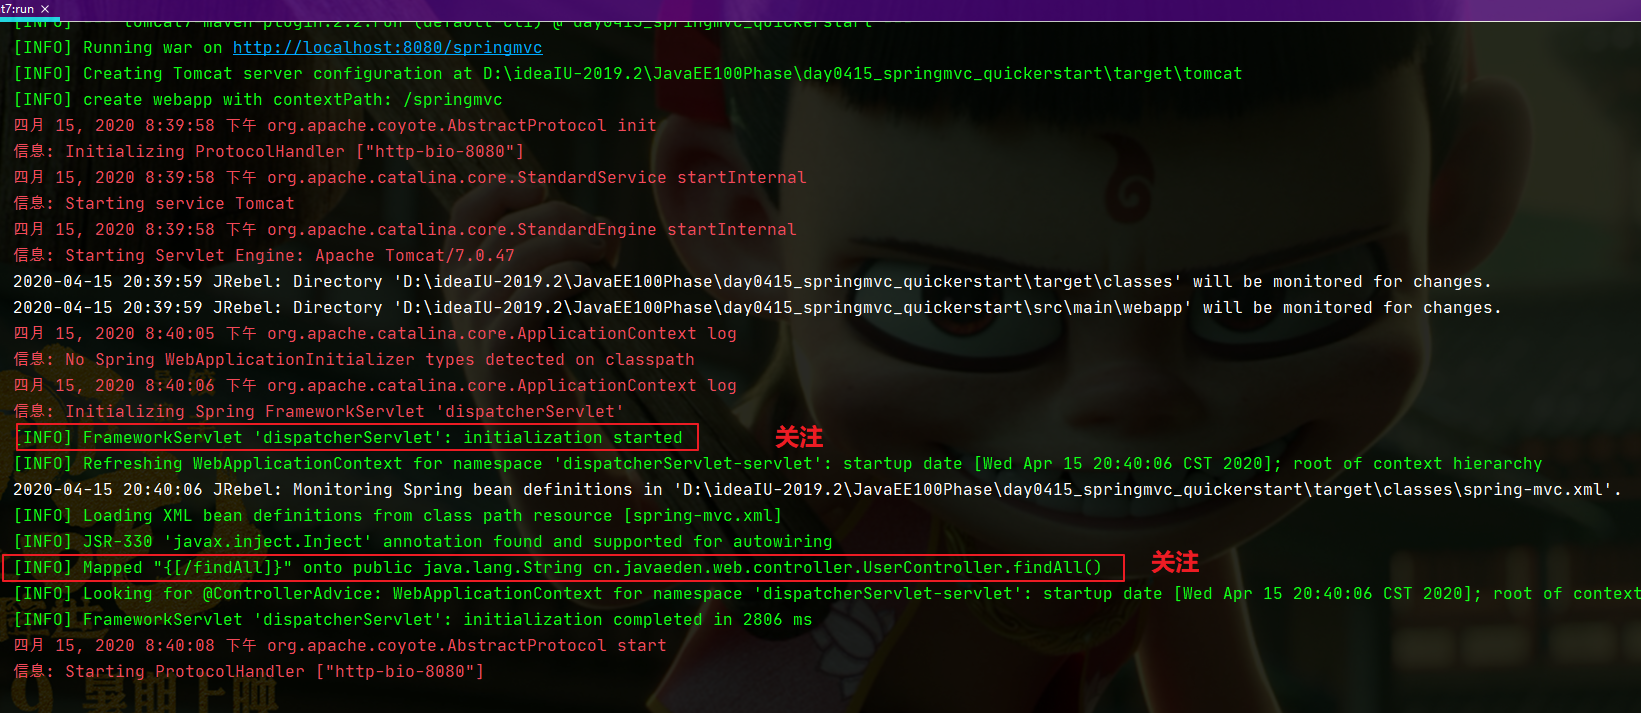 t7:run ×
[INFO] --- tomcat7-maven-plugin:2.2:run (default-cli) @ day0415_springmvc_quickerstart
[INFO] Running war on http://localhost:8080/springmvc
[INFO] Creating Tomcat server configuration at D:\ideaIU-2019.2\JavaEE100Phase\day0415_springmvc_quickerstart\target\tomcat
[INFO] create webapp with contextPath: /springmvc
四月 15, 2020 8:39:58 下午 org.apache.coyote.AbstractProtocol init
信息: Initializing ProtocolHandler ["http-bio-8080"]
四月 15, 2020 8:39:58 下午 org.apache.catalina.core.StandardService startInternal
信息: Starting service Tomcat
四月 15, 2020 8:39:58 下午 org.apache.catalina.core.StandardEngine startInternal
信息: Starting Servlet Engine: Apache Tomcat/7.0.47
2020-04-15 20:39:59 JRebel: Directory 'D:\ideaIU-2019.2\JavaEE100Phase\day0415_springmvc_quickerstart\target\classes' will be monitored for changes.
2020-04-15 20:39:59 JRebel: Directory 'D:\ideaIU-2019.2\JavaEE100Phase\day0415_springmvc_quickerstart\src\main\webapp' will be monitored for changes.
四月 15, 2020 8:40:05 下午 org.apache.catalina.core.ApplicationContext log
信息: No Spring WebApplicationInitializer types detected on classpath
四月 15, 2020 8:40:06 下午 org.apache.catalina.core.ApplicationContext log
信息: Initializing Spring FrameworkServlet 'dispatcherServlet'
[INFO] FrameworkServlet 'dispatcherServlet': initialization started 关注
[INFO] Refreshing WebApplicationContext for namespace 'dispatcherServlet-servlet': startup date [Wed Apr 15 20:40:06 CST 2020]; root of context hierarchy
2020-04-15 20:40:06 JRebel: Monitoring Spring bean definitions in 'D:\ideaIU-2019.2\JavaEE100Phase\day0415_springmvc_quickerstart\target\classes\spring-mvc.xml'.
[INFO] Loading XML bean definitions from class path resource [spring-mvc.xml]
[INFO] JSR-330 'javax.inject.Inject' annotation found and supported for autowiring
[INFO] Mapped "{[/findAll]}" onto public java.lang.String cn.javaeden.web.controller.UserController.findAll() 关注
[INFO] Looking for @ControllerAdvice: WebApplicationContext for namespace 'dispatcherServlet-servlet': startup date [Wed Apr 15 20:40:06 CST 2020]; root of context
[INFO] FrameworkServlet 'dispatcherServlet': initialization completed in 2806 ms
四月 15, 2020 8:40:08 下午 org.apache.coyote.AbstractProtocol start
信息: Starting ProtocolHandler ["http-bio-8080"]